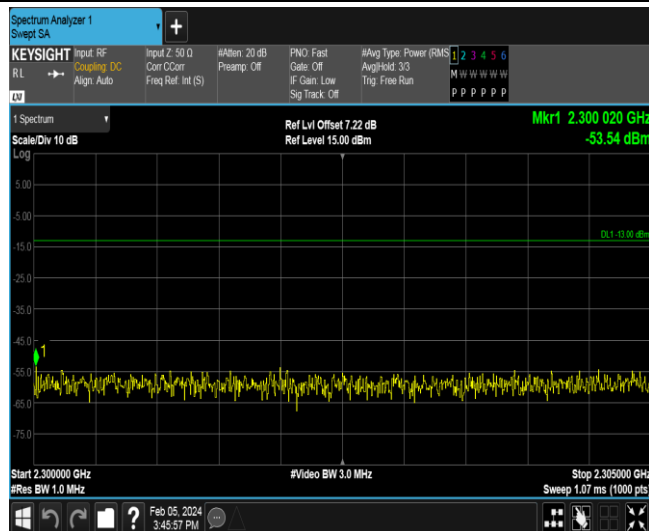 Spectrum Analyzer 1
Swept SA
+
KEYSIGHT
RL
Input: RF
Coupling: DC
Align: Auto
Input Z: 50 Ω
Corr CCorr
Freq Ref: Int (S)
#Atten: 20 dB
Preamp: Off
PNO: Fast
Gate: Off
IF Gain: Low
Sig Track: Off
#Avg Type: Power (RMS
Avg|Hold: 3/3
Trig: Free Run
1 2 3 4 5 6
M W W W W W
P P P P P P
1 Spectrum
Scale/Div 10 dB
Ref Lvl Offset 7.22 dB
Ref Level 15.00 dBm
Mkr1 2.300 020 GHz
-53.54 dBm
Log
5.00
-5.00
DL1 -13.00 dBm
-15.0
-25.0
-35.0
-45.0
1
-55.0
-65.0
-75.0
Start 2.300000 GHz
#Res BW 1.0 MHz
#Video BW 3.0 MHz
Stop 2.305000 GHz
Sweep 1.07 ms (1000 pts)
?
Feb 05, 2024
3:45:57 PM